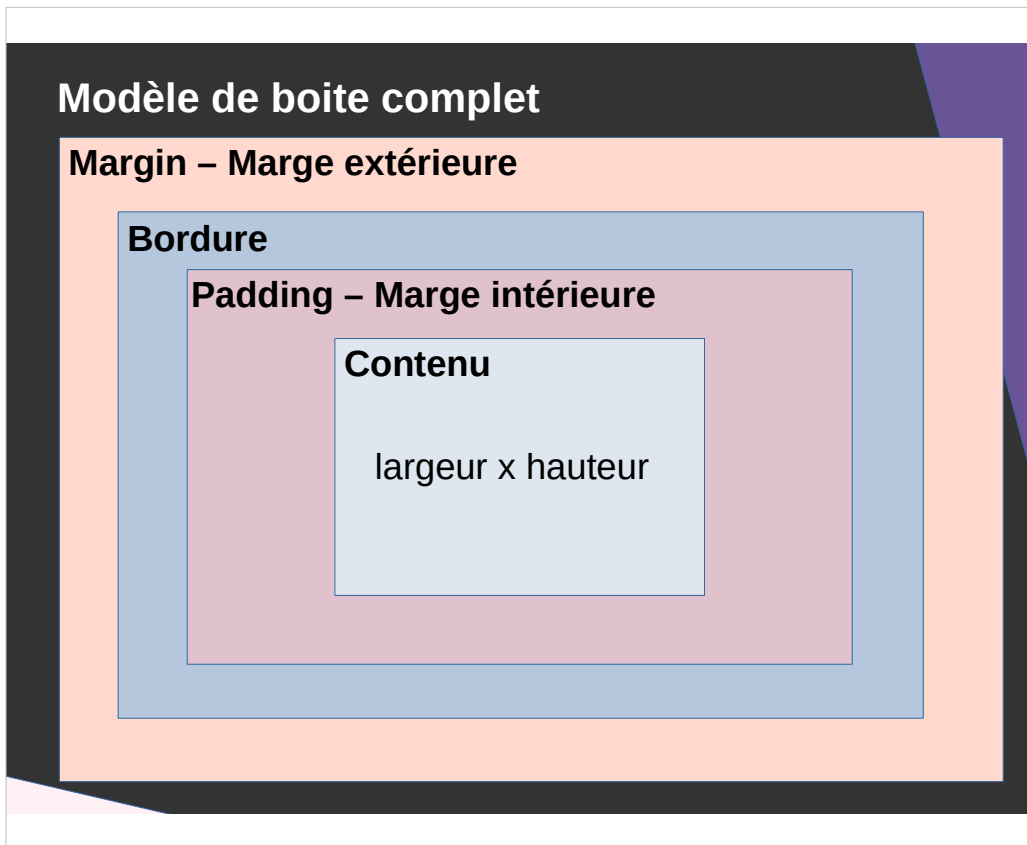 Modèle de boite complet
Margin – Marge extérieure
Bordure
Padding – Marge intérieure
Contenu
largeur x hauteur